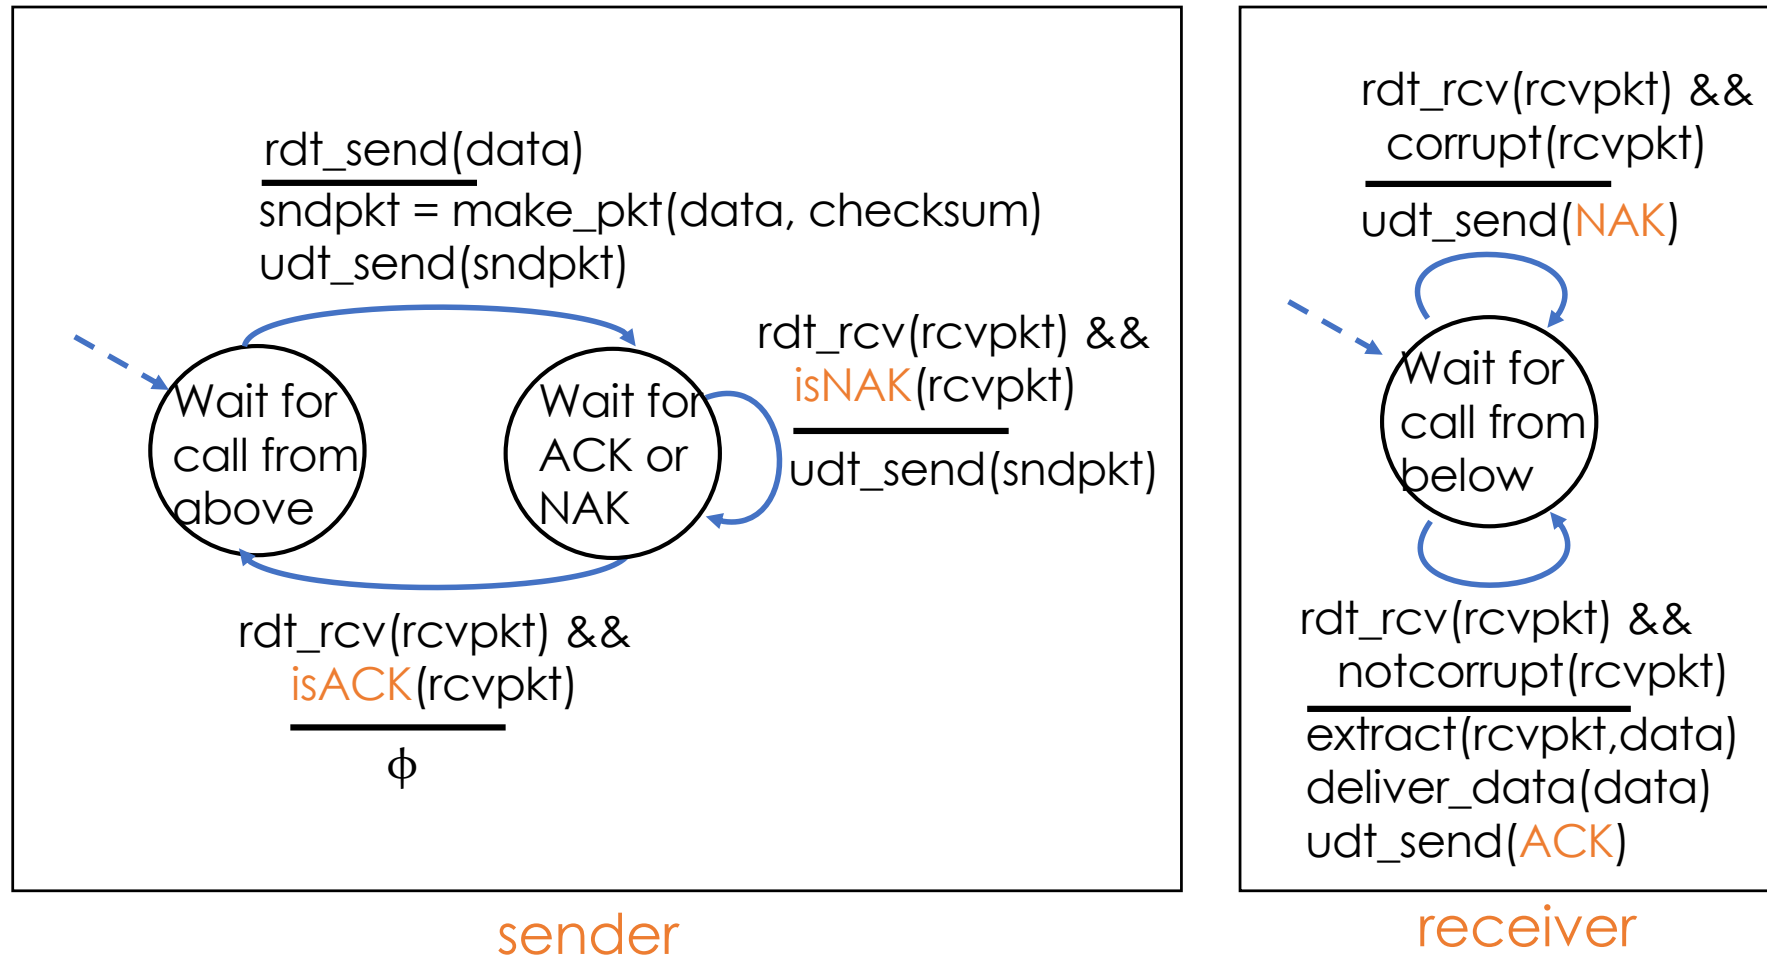 rdt_send(data)
sndpkt = make_pkt(data, checksum)
udt_send(sndpkt)
Wait for
call from
above
Wait for
ACK or
NAK
rdt_rcv(rcvpkt) &&
isNAK(rcvpkt)
udt_send(sndpkt)
rdt_rcv(rcvpkt) &&
isACK(rcvpkt)
ϕ
sender
rdt_rcv(rcvpkt) &&
corrupt(rcvpkt)
udt_send(NAK)
Wait for
call from
below
rdt_rcv(rcvpkt) &&
notcorrupt(rcvpkt)
extract(rcvpkt,data)
deliver_data(data)
udt_send(ACK)
receiver